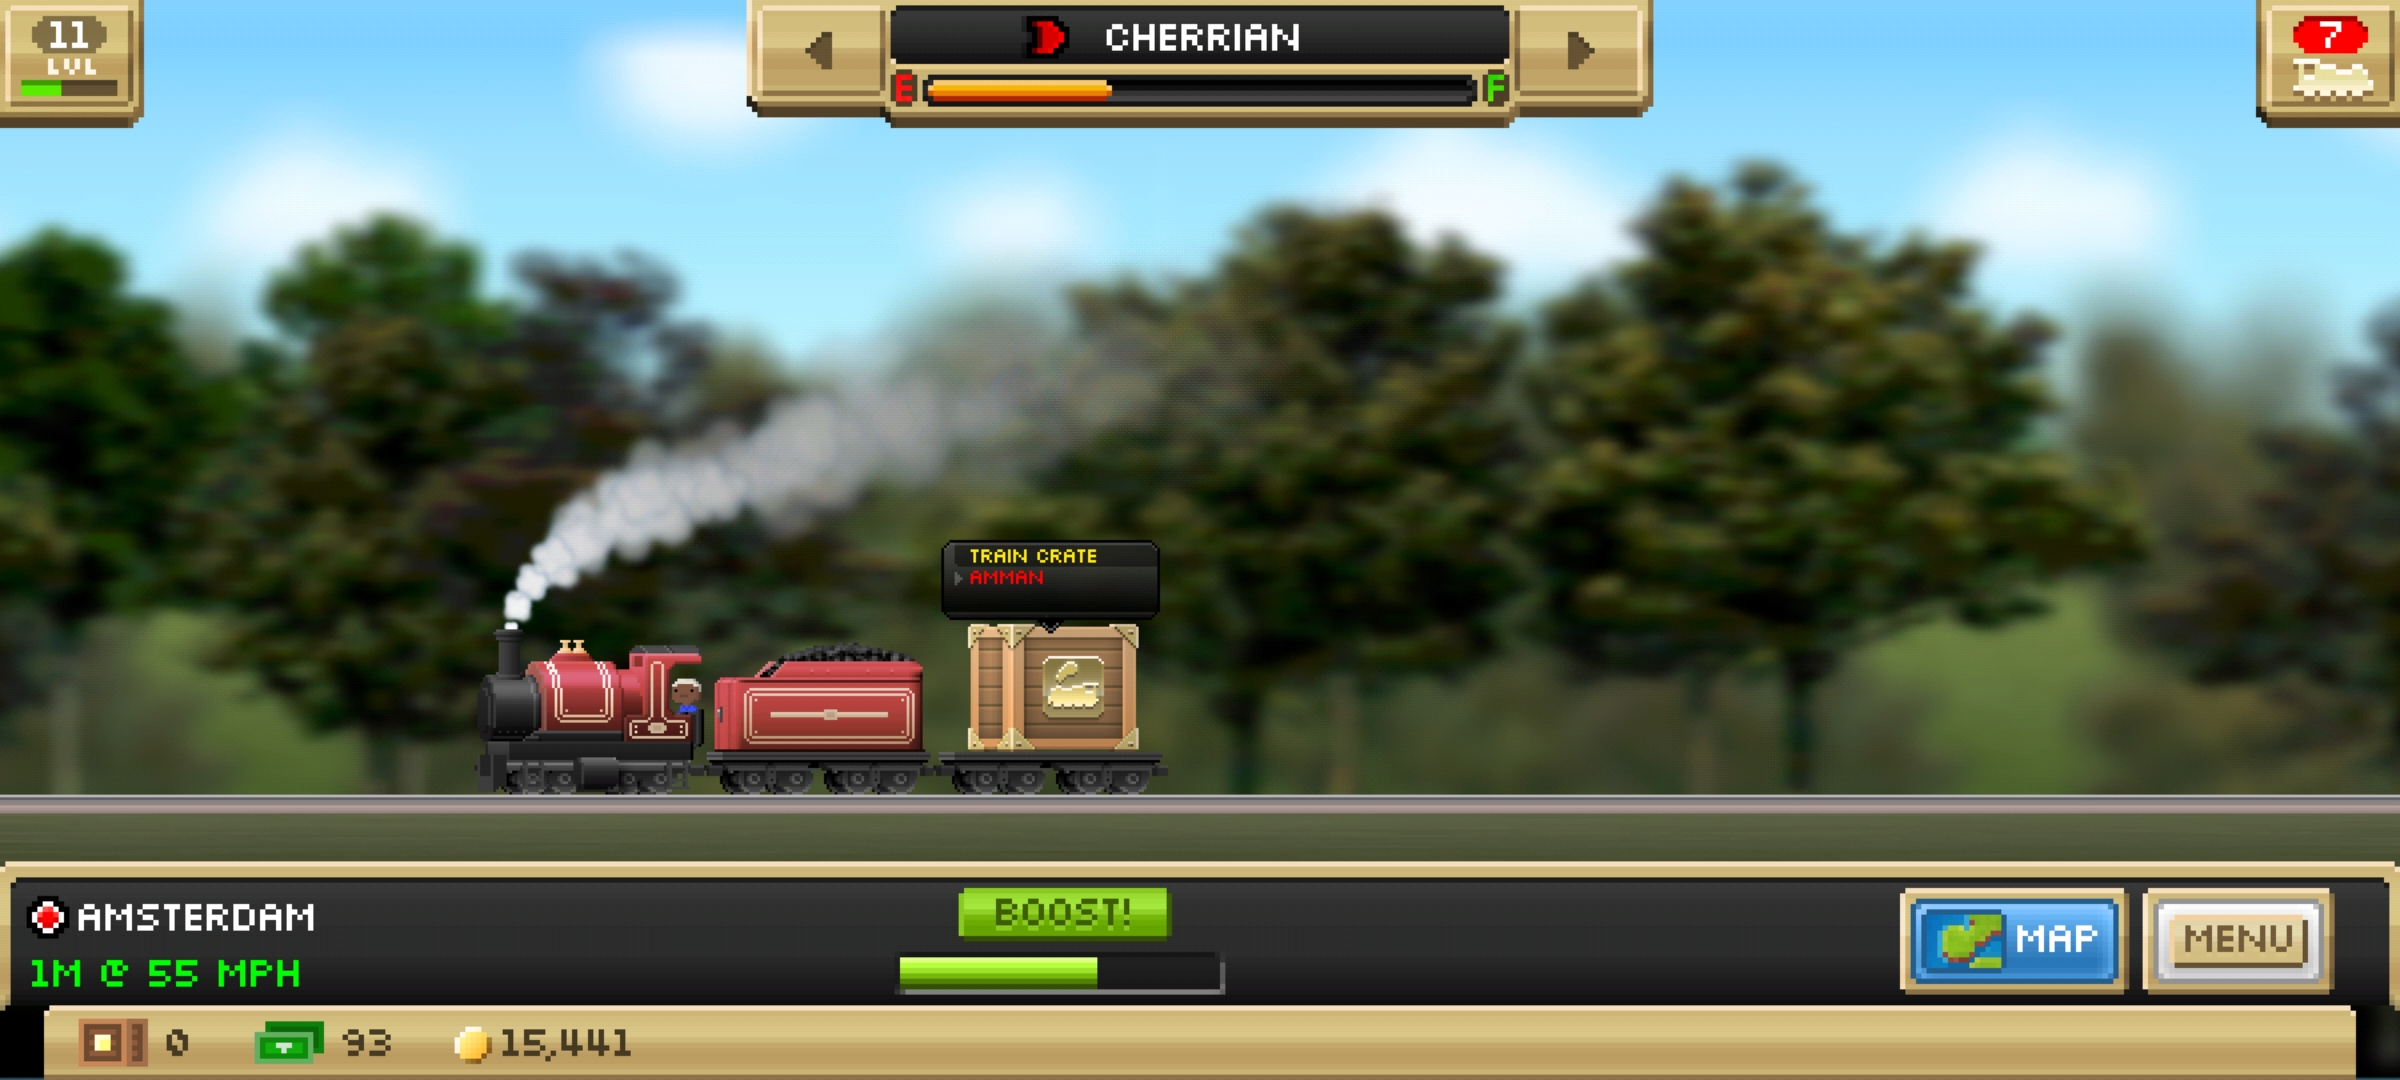 11
LVL
CHERRIAN
E F
7
TRAIN CRATE
AMMAN
AMSTERDAM
1M @ 55 MPH
BOOST!
MAP
MENU
0 93 15,441